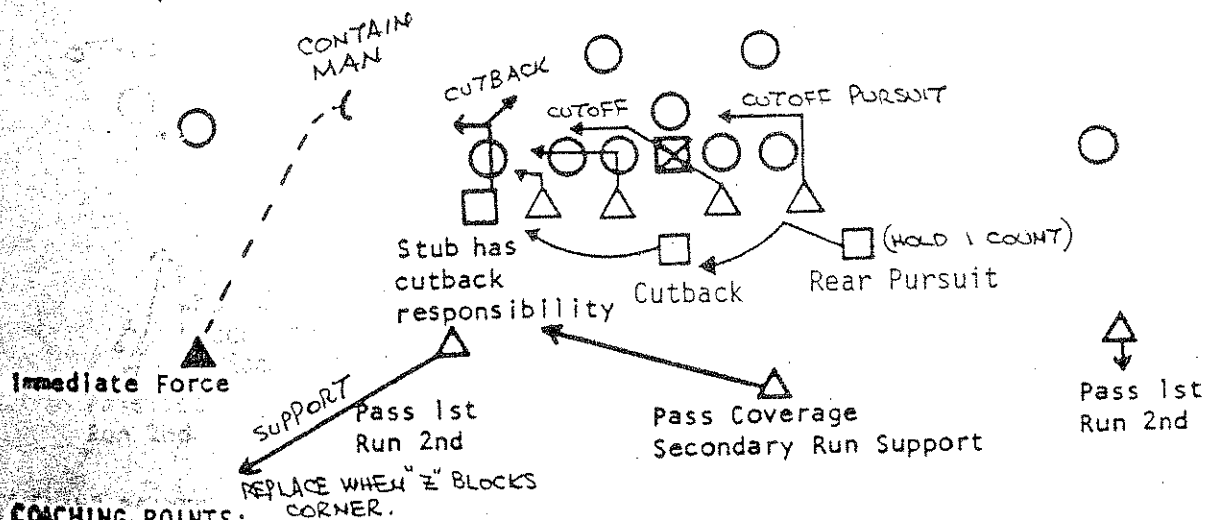 CONTAIN
MAN
CUTBACK
CUTOFF
CUTOFF PURSUIT
Stub has
cutback
responsibility
Cutback
(HOLD 1 COUNT)
Rear Pursuit
Immediate Force
SUPPORT
Pass 1st
Run 2nd
Pass Coverage
Secondary Run Support
Pass 1st
Run 2nd
REPLACE WHEN "Z" BLOCKS
CORNER.
COACHING POINTS: